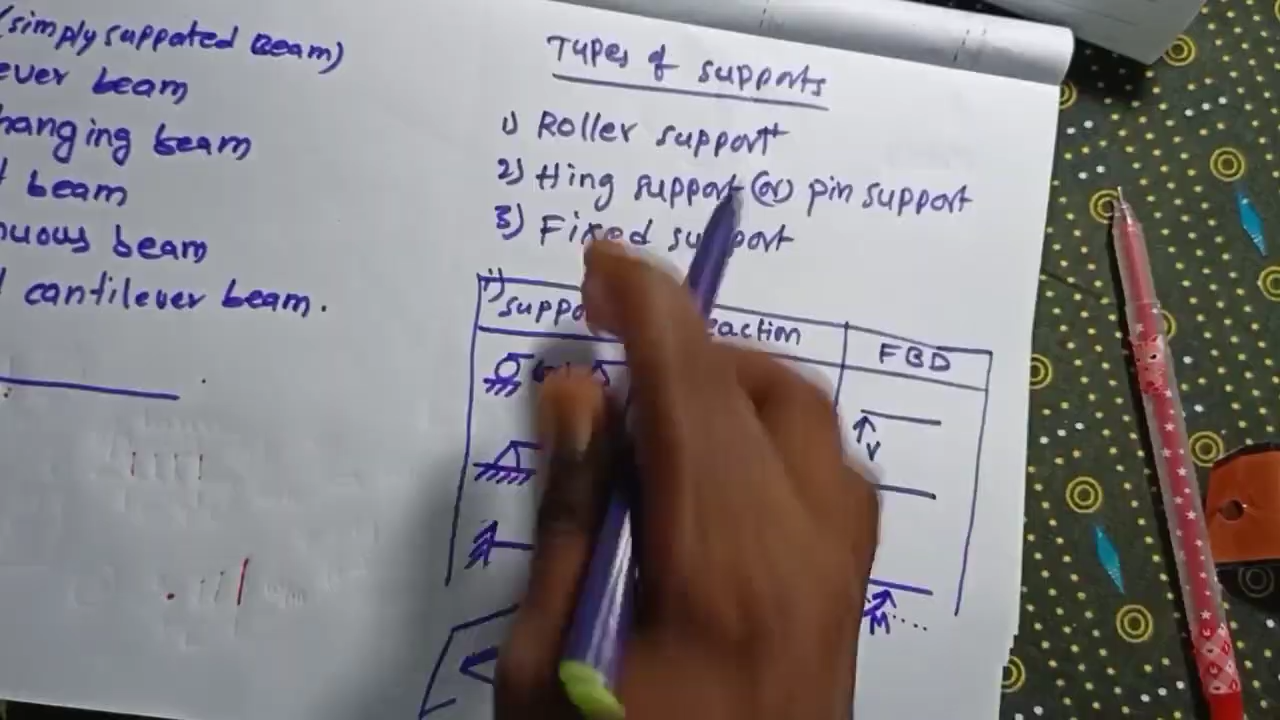 (simply suppoted Beam)
ever beam
hanging beam
beam
nuous beam
cantilever beam.
Types of supports
1) Roller support
2) Hing support (or) pin support
3) Fixed support
i)
suppo
eaction
FBD
V
M